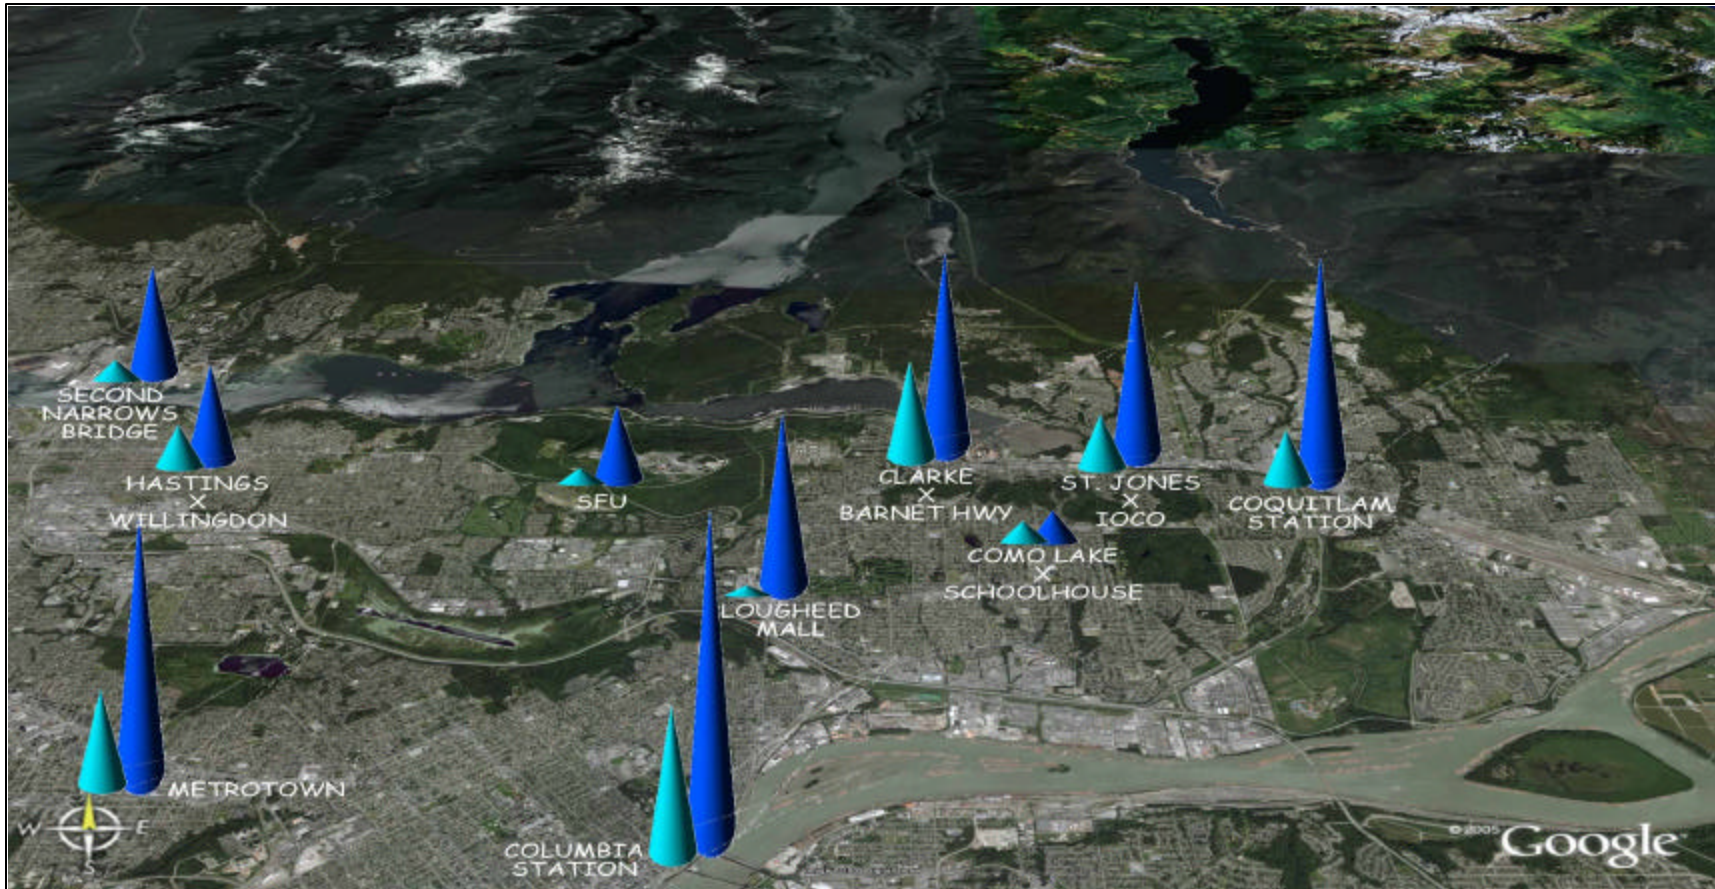 SECOND
NARROWS
BRIDGE
HASTINGS
X
WILLINGDON
SFU
CLARKE
X
BARNET HWY
ST. JONES
X
IOCO
COQUITLAM
STATION
COMO LAKE
X
SCHOOLHOUSE
LOUGHEED
MALL
METROTOWN
COLUMBIA
STATION
W E
S
© 2005 Google